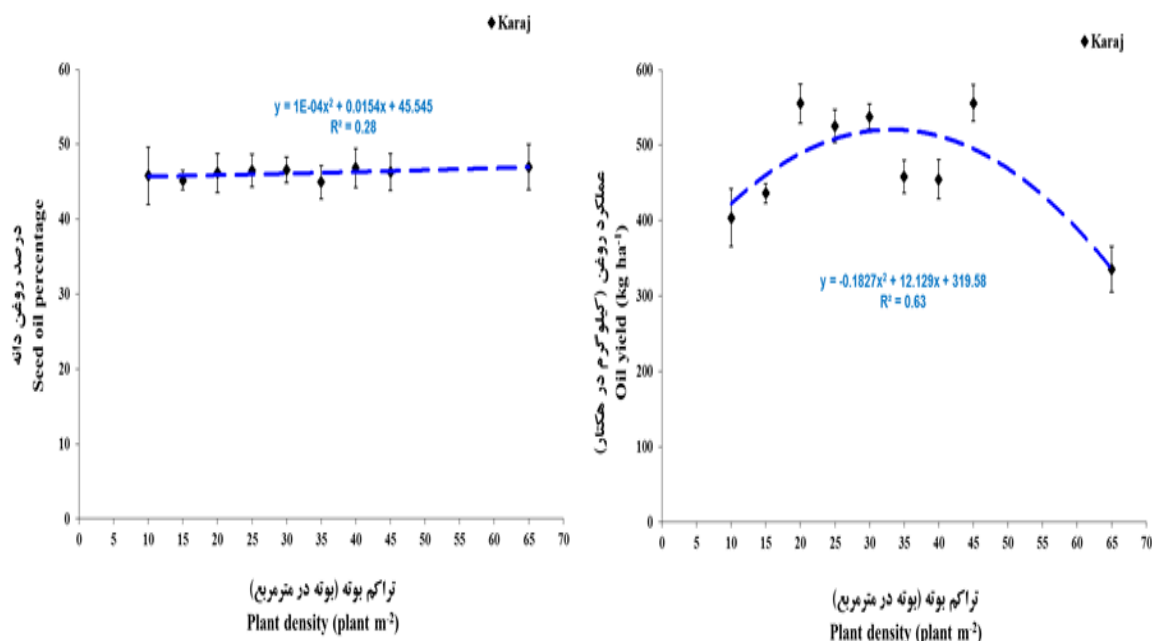 Karaj
60
50
40
30
20
10
0
y = 1E-04x² + 0.0154x + 45.545
R² = 0.28
درصد روغن دانه
Seed oil percentage
0 5 10 15 20 25 30 35 40 45 50 55 60 65 70
تراکم بوته (بوته در مترمربع)
Plant density (plant m⁻²)
Karaj
600
500
400
300
200
100
0
y = -0.1827x² + 12.129x + 319.58
R² = 0.63
عملکرد روغن (کیلوگرم در هکتار)
Oil yield (kg ha⁻¹)
0 5 10 15 20 25 30 35 40 45 50 55 60 65 70
تراکم بوته (بوته در مترمربع)
Plant density (plant m⁻²)